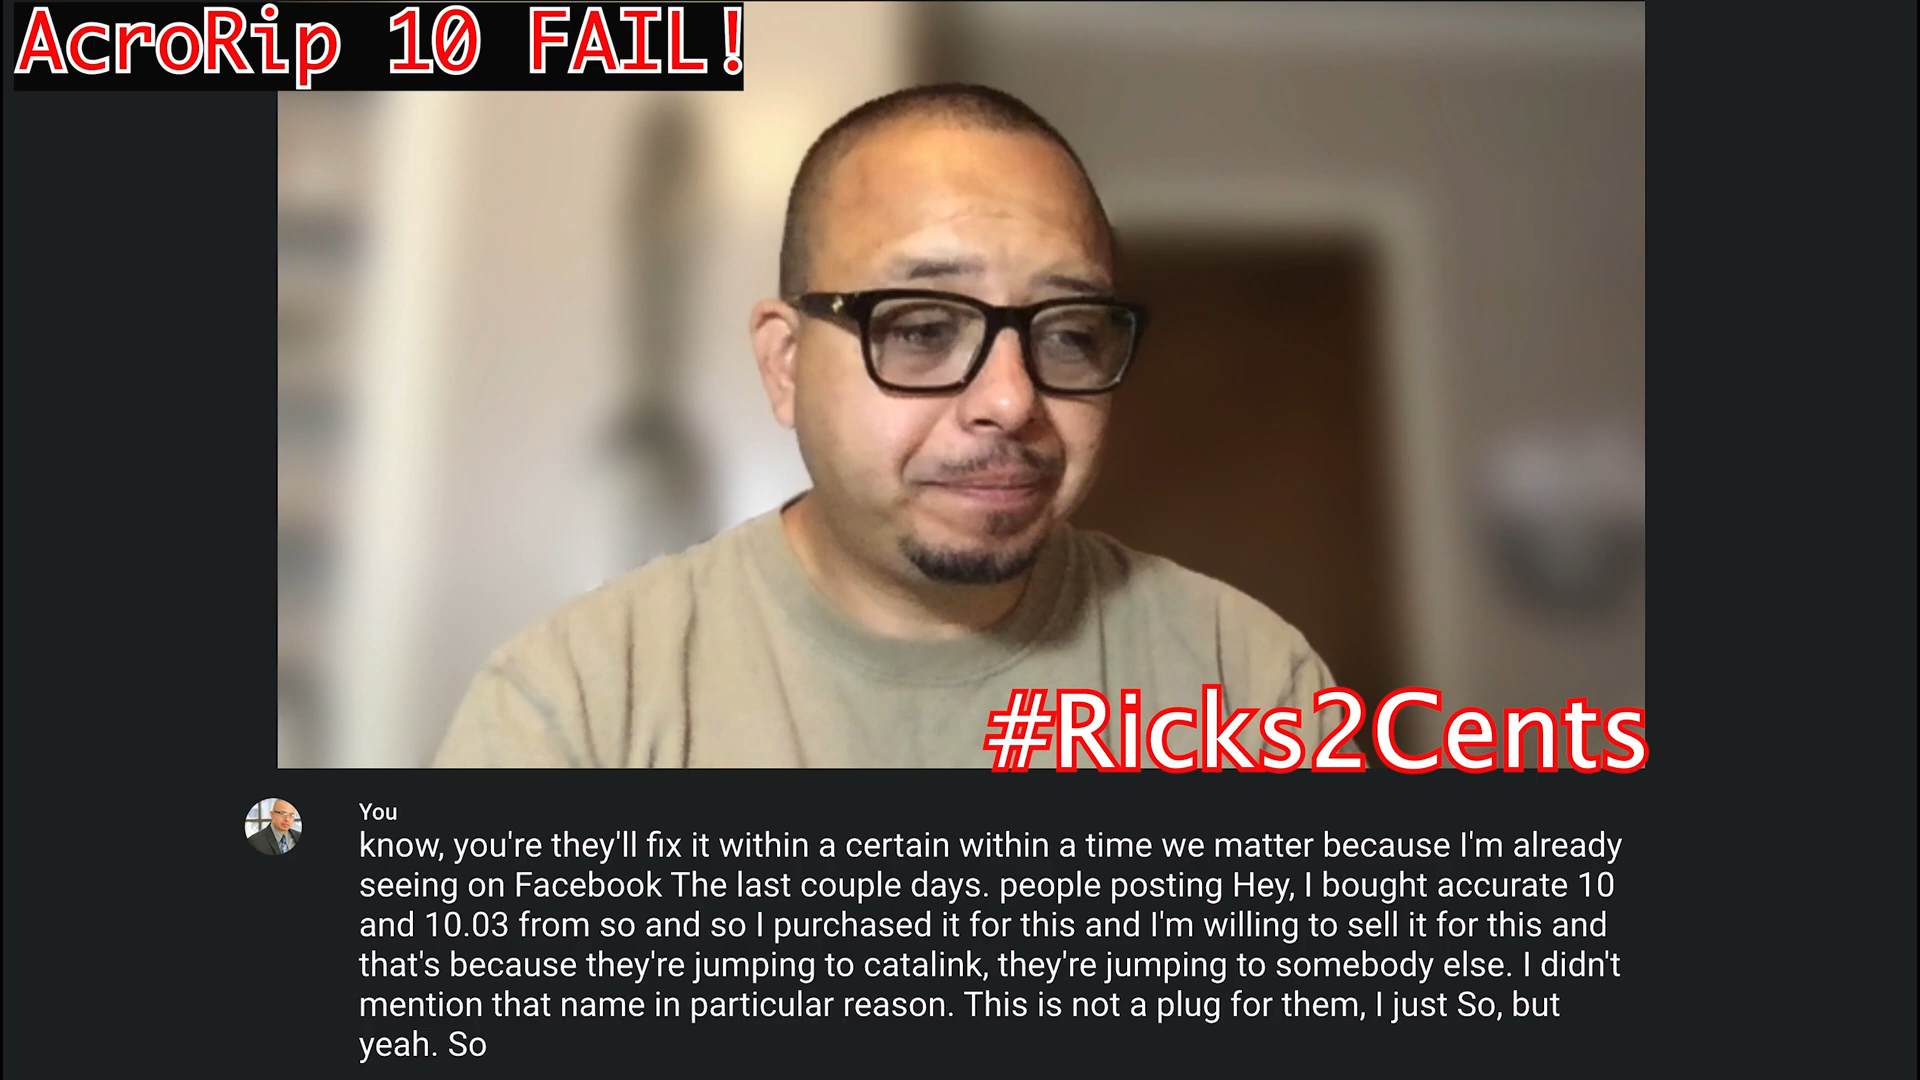 AcroRip 10 FAIL!
#Ricks2Cents
You
know, you're they'll fix it within a certain within a time we matter because I'm already
seeing on Facebook The last couple days. people posting Hey, I bought accurate 10
and 10.03 from so and so I purchased it for this and I'm willing to sell it for this and
that's because they're jumping to catalink, they're jumping to somebody else. I didn't
mention that name in particular reason. This is not a plug for them, I just So, but
yeah. So